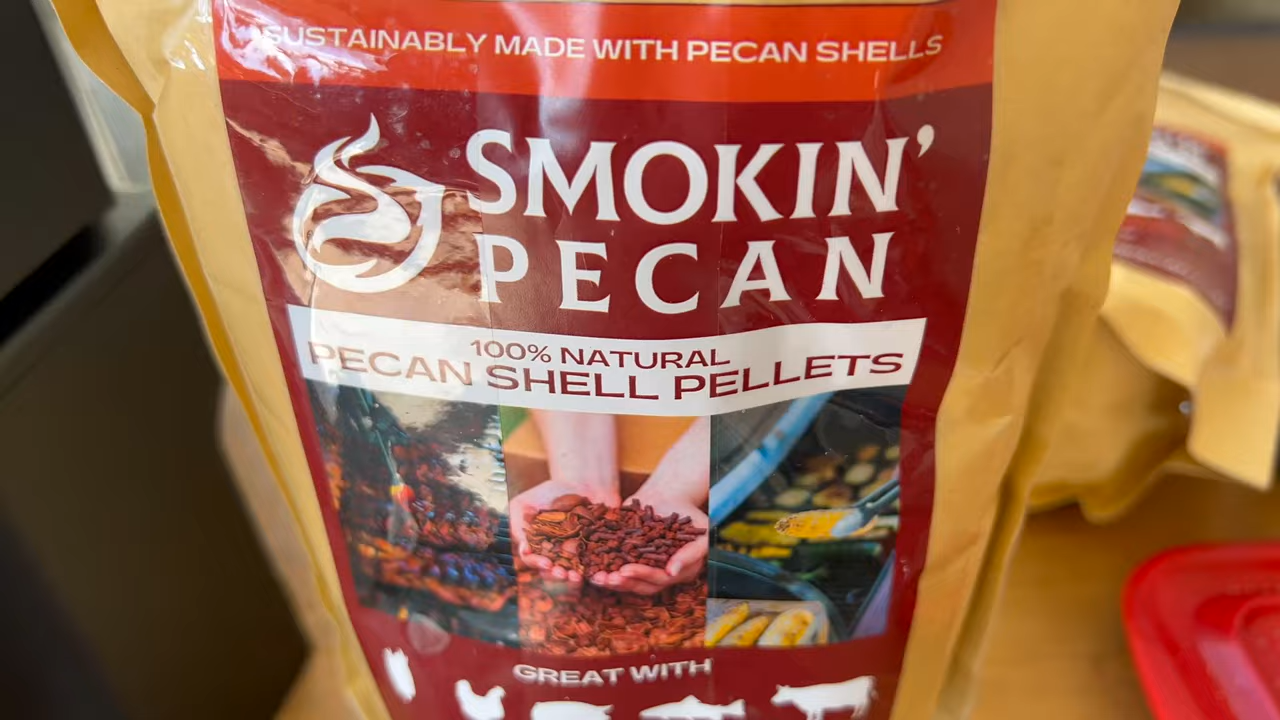 SUSTAINABLY MADE WITH PECAN SHELLS
SMOKIN'
PECAN
100% NATURAL
PECAN SHELL PELLETS
GREAT WITH